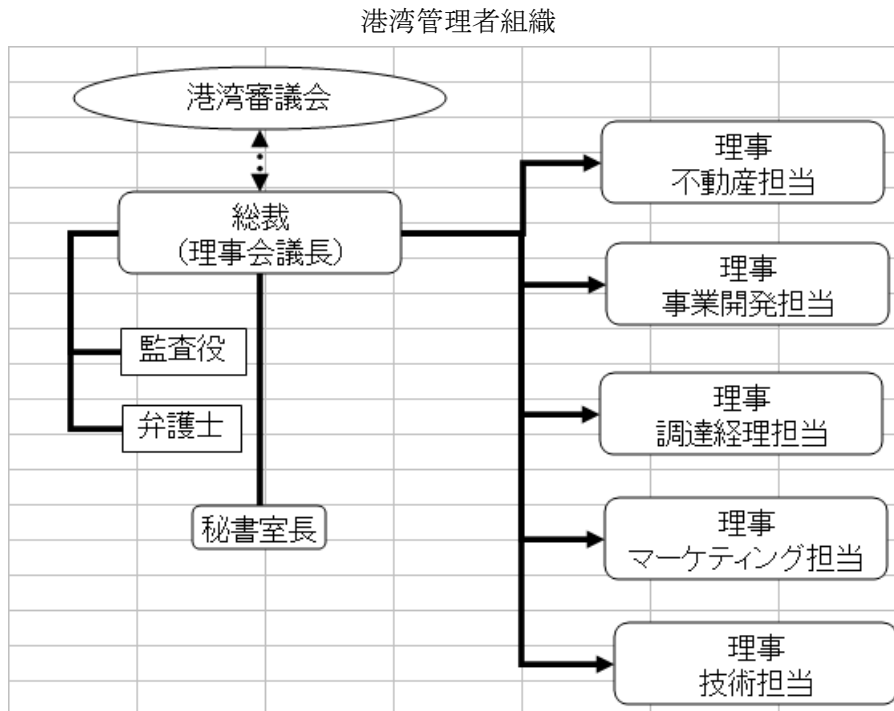 港湾管理者組織
港湾審議会
総裁
(理事会議長)
監査役
弁護士
秘書室長
理事
不動産担当
理事
事業開発担当
理事
調達経理担当
理事
マーケティング担当
理事
技術担当